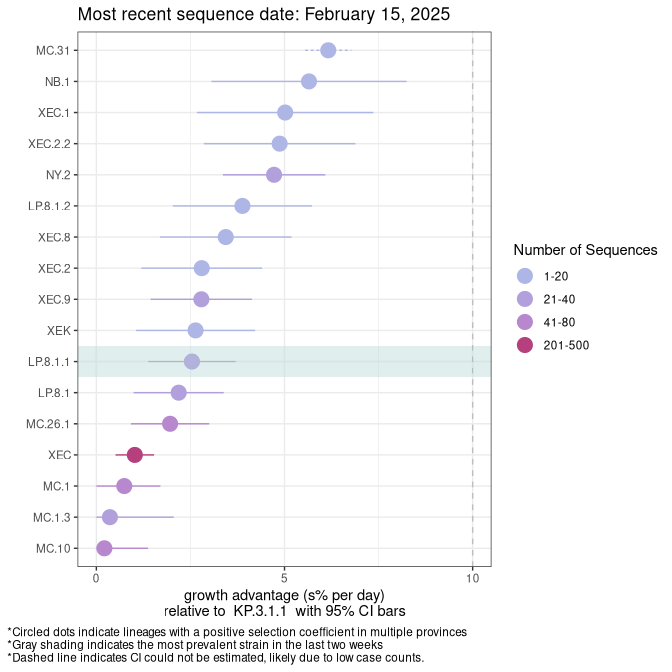 Most recent sequence date: February 15, 2025
MC.31
NB.1
XEC.1
XEC.2.2
NY.2
LP.8.1.2
XEC.8
XEC.2
XEC.9
XEK
LP.8.1.1
LP.8.1
MC.26.1
XEC
MC.1
MC.1.3
MC.10
0 5 10
growth advantage (s% per day)
relative to KP.3.1.1 with 95% CI bars
Number of Sequences
1-20
21-40
41-80
201-500
*Circled dots indicate lineages with a positive selection coefficient in multiple provinces
*Gray shading indicates the most prevalent strain in the last two weeks
*Dashed line indicates CI could not be estimated, likely due to low case counts.